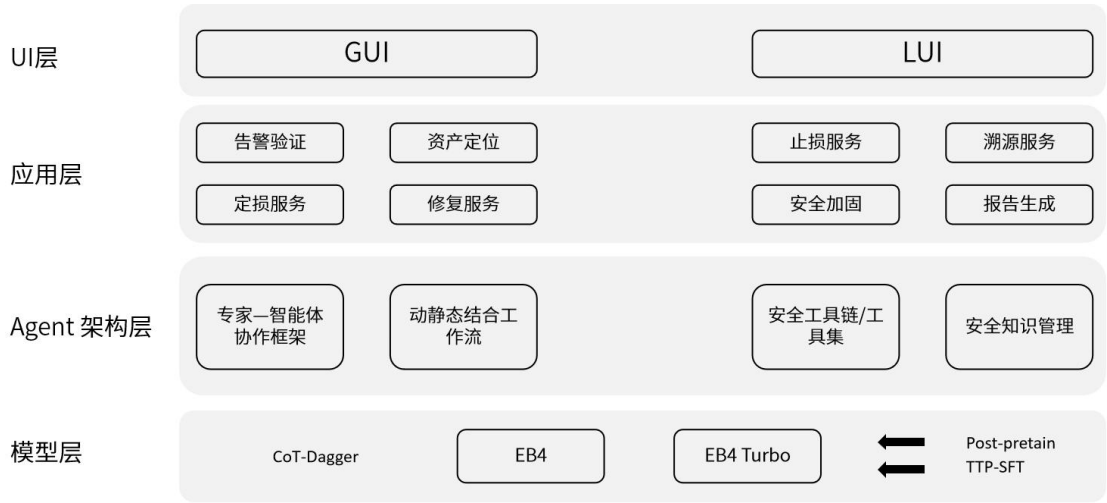 UI层
GUI
LUI
应用层
告警验证
资产定位
止损服务
溯源服务
定损服务
修复服务
安全加固
报告生成
Agent 架构层
专家—智能体
协作框架
动静态结合工
作流
安全工具链/工
具集
安全知识管理
模型层
CoT-Dagger
EB4
EB4 Turbo
Post-pretain
TTP-SFT